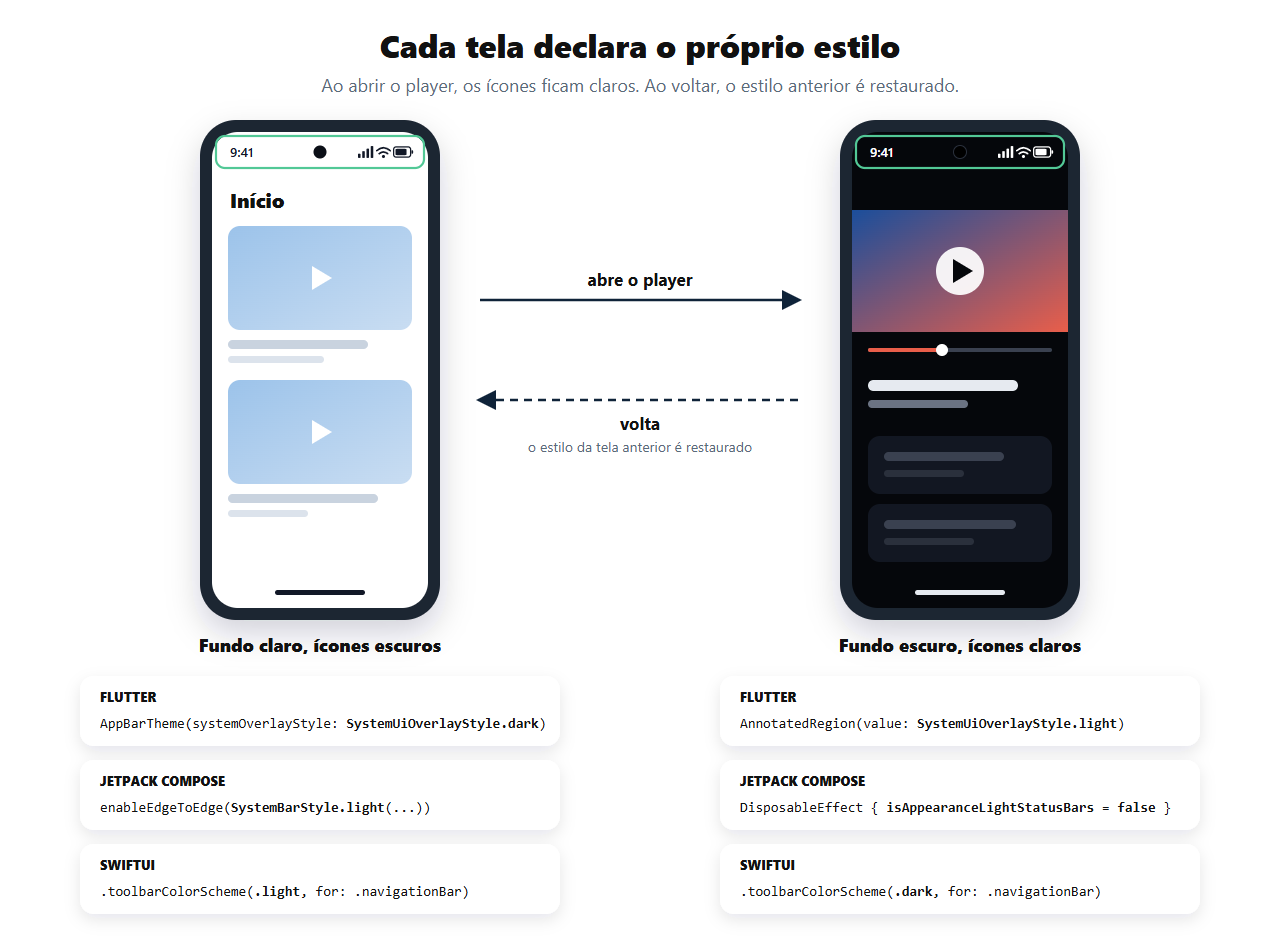 Cada tela declara o próprio estilo
Ao abrir o player, os ícones ficam claros. Ao voltar, o estilo anterior é restaurado.
9:41
Início
abre o player
volta
o estilo da tela anterior é restaurado
9:41
Fundo claro, ícones escuros
FLUTTER
AppBarTheme(systemOverlayStyle: SystemUiOverlayStyle.dark)
JETPACK COMPOSE
enableEdgeToEdge(SystemBarStyle.light(...))
SWIFTUI
.toolbarColorScheme(.light, for: .navigationBar)
Fundo escuro, ícones claros
FLUTTER
AnnotatedRegion(value: SystemUiOverlayStyle.light)
JETPACK COMPOSE
DisposableEffect { isAppearanceLightStatusBars = false }
SWIFTUI
.toolbarColorScheme(.dark, for: .navigationBar)